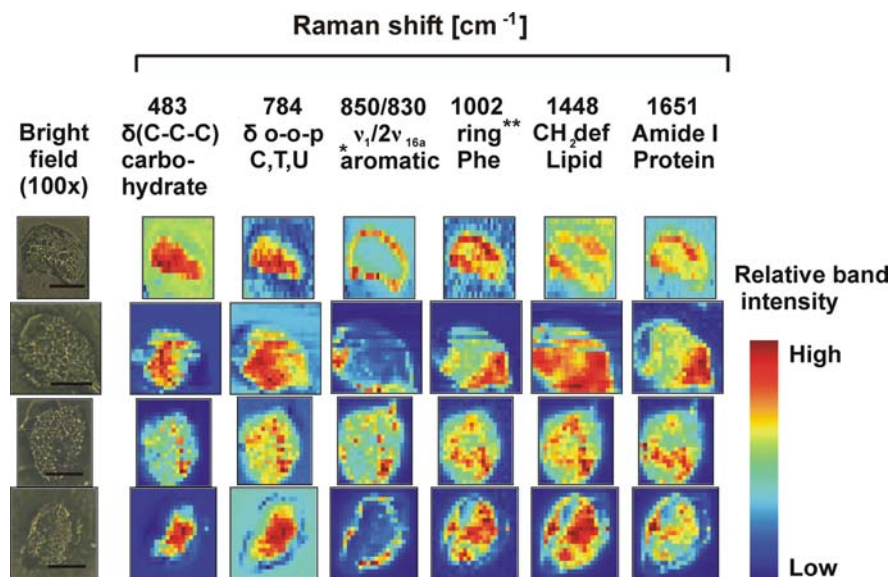 Raman shift [cm -1]
483 784 850/830 1002 1448 1651
Bright δ(C-C-C) δ o-o-p ν1/2ν16a ring** CH2def Amide I
field carbo- C,T,U *aromatic Phe Lipid Protein
(100x) hydrate
Relative band
intensity
High
Low